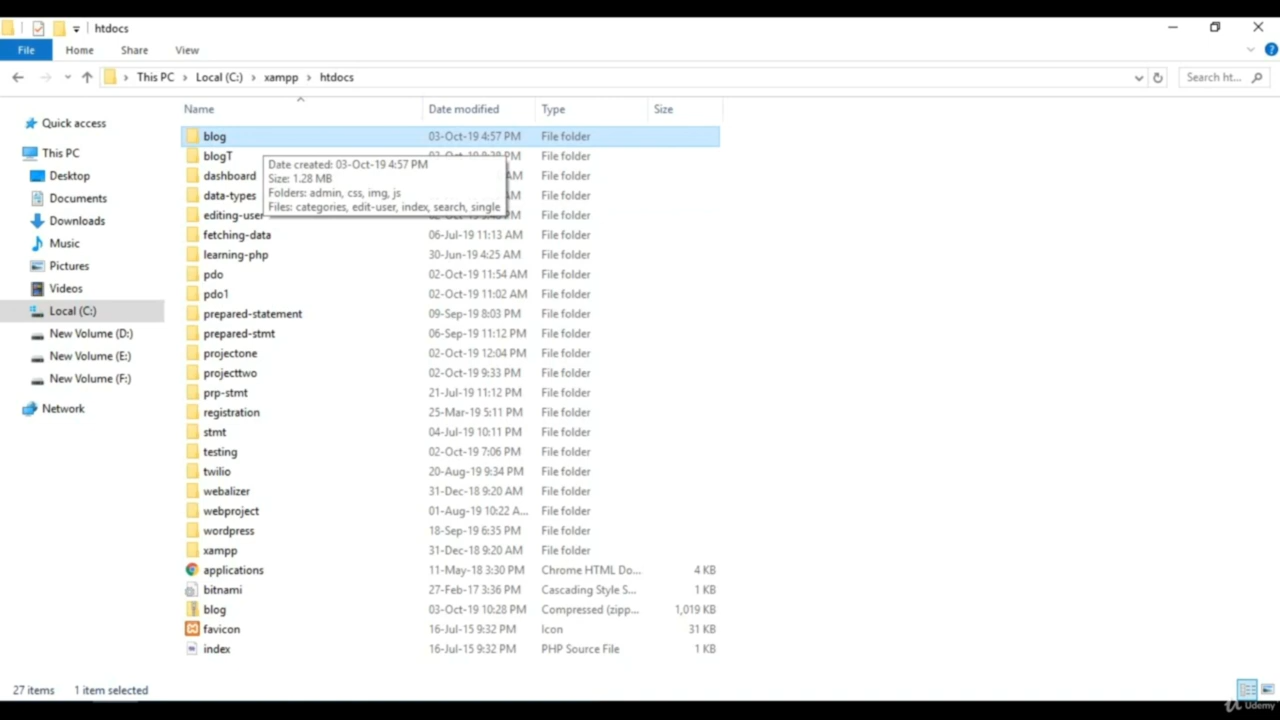 htdocs
File Home Share View
This PC Local (C:) xampp htdocs Search ht...
Name Date modified Type Size
Quick access
This PC
Desktop
Documents
Downloads
Music
Pictures
Videos
Local (C:)
New Volume (D:)
New Volume (E:)
New Volume (F:)
Network
blog 03-Oct-19 4:57 PM File folder
blogT PM File folder
dashboard AM File folder
data-types AM File folder
editing-user AM File folder
Date created: 03-Oct-19 4:57 PM
Size: 1.28 MB
Folders: admin, css, img, js
Files: categories, edit-user, index, search, single
fetching-data 06-Jul-19 11:13 AM File folder
learning-php 30-Jun-19 4:25 AM File folder
pdo 02-Oct-19 11:54 AM File folder
pdo1 02-Oct-19 11:02 AM File folder
prepared-statement 09-Sep-19 8:03 PM File folder
prepared-stmt 06-Sep-19 11:12 PM File folder
projectone 02-Oct-19 12:04 PM File folder
projecttwo 02-Oct-19 9:33 PM File folder
prp-stmt 21-Jul-19 11:12 PM File folder
registration 25-Mar-19 5:11 PM File folder
stmt 04-Jul-19 10:11 PM File folder
testing 02-Oct-19 7:06 PM File folder
twilio 20-Aug-19 9:34 PM File folder
webalizer 31-Dec-18 9:20 AM File folder
webproject 01-Aug-19 10:22 A... File folder
wordpress 18-Sep-19 6:35 PM File folder
xampp 31-Dec-18 9:20 AM File folder
applications 11-May-18 3:30 PM Chrome HTML Do... 4 KB
bitnami 27-Feb-17 3:36 PM Cascading Style S... 1 KB
blog 03-Oct-19 10:28 PM Compressed (zipp... 1,019 KB
favicon 16-Jul-15 9:32 PM Icon 31 KB
index 16-Jul-15 9:32 PM PHP Source File 1 KB
27 items 1 item selected
Udemy